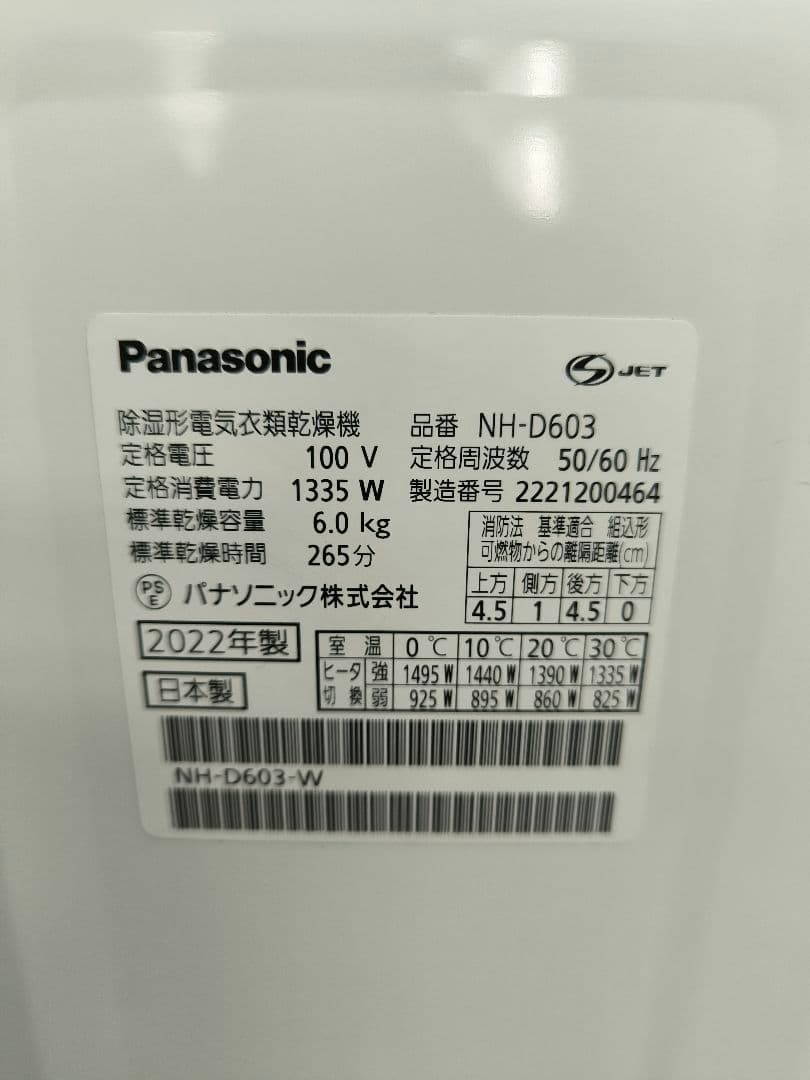 Panasonic
S JET
除湿形電気衣類乾燥機 品番 NH-D603
定格電圧 100 V 定格周波数 50/60 Hz
定格消費電力 1335 W 製造番号 2221200464
標準乾燥容量 6.0 kg
標準乾燥時間 265分
消防法 基準適合 組込形
可燃物からの離隔距離(cm)
上方 側方 後方 下方
4.5 1 4.5 0
PS E パナソニック株式会社
2022年製
日本製
室 温 0 ℃ 10℃ 20 ℃ 30℃
ヒータ 強 1495 W 1440 W 1390 W 1335 W
切 換 弱 925 W 895 W 860 W 825 W
NH-D603-W